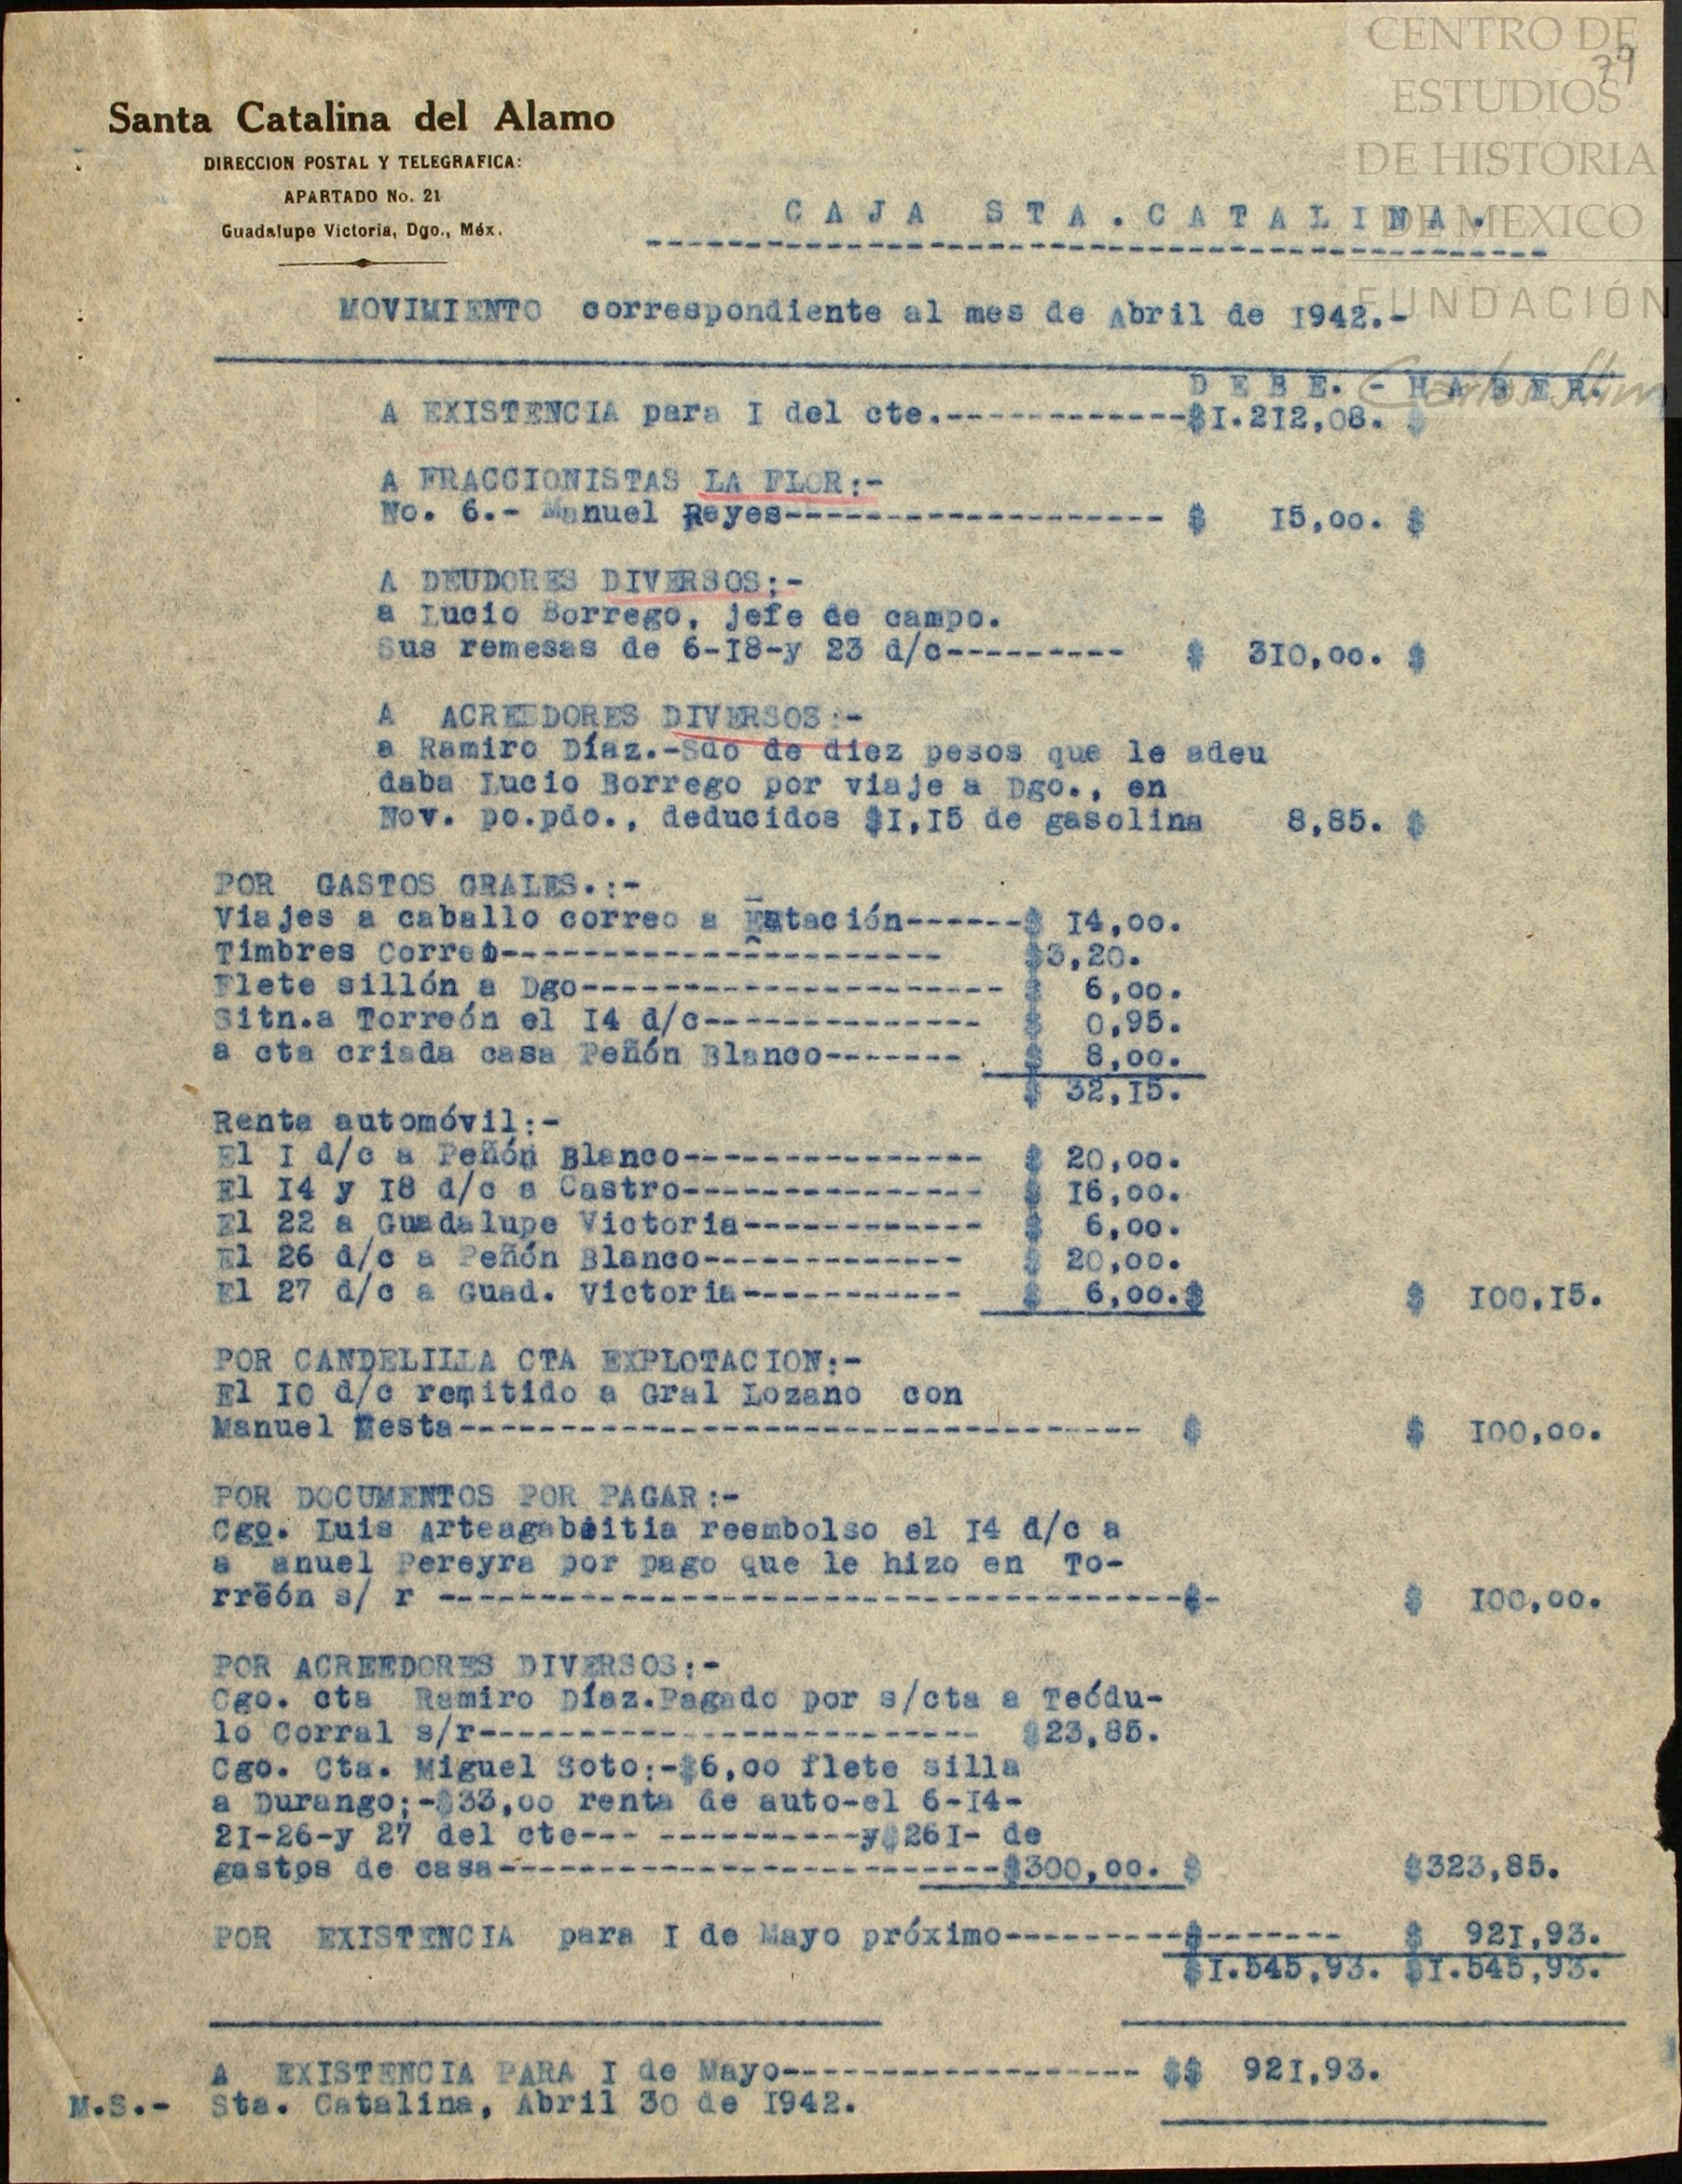 CENTRO DE
ESTUDIOS
DE HISTORIA
DE MEXICO
FUNDACIÓN
Carlos Slim
79
Santa Catalina del Alamo
DIRECCION POSTAL Y TELEGRAFICA:
APARTADO No. 21
Guadalupe Victoria, Dgo., Méx.
C A J A   S T A . C A T A L I N A .
MOVIMIENTO correspondiente al mes de Abril de 1942.-
D E B E. - H A B E R.
A EXISTENCIA para I del cte.------------$I.212,08. $
A FRACCIONISTAS LA FLOR:-
No. 6.- Manuel Reyes------------------- $ 15,00. $
A DEUDORES DIVERSOS:-
a Lucio Borrego, jefe de campo.
Sus remesas de 6-I8-y 23 d/c--------- $ 3I0,00. $
A ACREEDORES DIVERSOS:-
a Ramiro Díaz.-Sdo de diez pesos que le adeu
daba Lucio Borrego por viaje a Dgo., en
Nov. po.pdo., deducidos $I,I5 de gasolina 8,85. $
POR GASTOS GRALES.:-
Viajes a caballo correo a Estación------$ I4,00.
Timbres Correo---------------------- $3,20.
Flete sillón a Dgo--------------------- $ 6,00.
Sitn.a Torreón el I4 d/c-------------- $ 0,95.
a cta criada casa Peñón Blanco------- $ 8,00.
$ 32,I5.
Renta automóvil:-
El I d/c a Peñón Blanco--------------- $ 20,00.
El I4 y I8 d/c a Castro--------------- $ I6,00.
El 22 a Guadalupe Victoria------------ $ 6,00.
El 26 d/c a Peñón Blanco------------- $ 20,00.
El 27 d/c a Guad. Victoria----------- $ 6,00.$ $ I00,I5.
POR CANDELILLA CTA EXPLOTACION:-
El I0 d/c remitido a Gral Lozano con
Manuel Mesta---------------------------------- $ $ I00,00.
POR DOCUMENTOS POR PAGAR:-
Cgo. Luis Arteagabeitia reembolso el I4 d/c a
a anuel Pereyra por pago que le hizo en To-
rreón s/ r -------------------------------------$- $ I00,00.
POR ACREEDORES DIVERSOS:-
Cgo. cta Ramiro Díaz.Pagado por s/cta a Teódu-
lo Corral s/r------------------------- $23,85.
Cgo. Cta. Miguel Soto:-$6,00 flete silla
a Durango;-$33,00 renta de auto-el 6-I4-
2I-26-y 27 del cte--- ----------y$26I- de
gastos de casa-------------------------$300,00. $ $323,85.
POR EXISTENCIA para I de Mayo próximo---------$------- $ 92I,93.
$I.545,93. $I.545,93.
A EXISTENCIA PARA I de Mayo------------------ $$ 92I,93.
M.S.- Sta. Catalina, Abril 30 de I942.